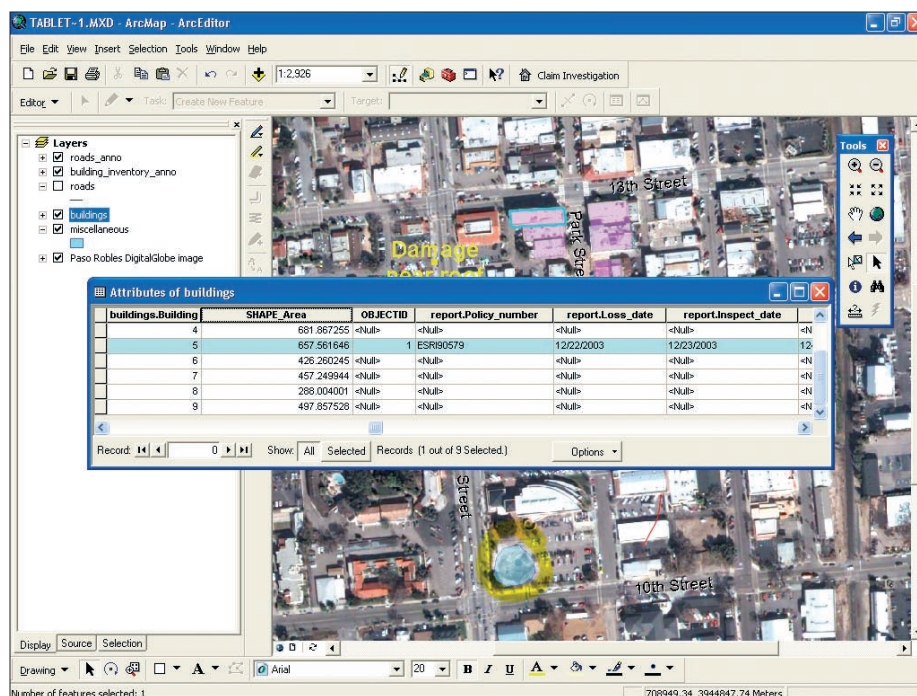 TABLET~1.MXD - ArcMap - ArcEditor
File Edit View Insert Selection Tools Window Help
1:2,926 Claim Investigation
Editor Task: Create New Feature Target:
Layers
roads_anno
building_inventory_anno
roads
buildings
miscellaneous
Paso Robles DigitalGlobe image
Tools
13th Street
Park Stre
Damage
near roof
Attributes of buildings
buildings.Building SHAPE_Area OBJECTID report.Policy_number report.Loss_date report.Inspect_date
4 681.867255 <Null> <Null> <Null> <Null> <N
5 657.561646 1 ESRI90579 12/22/2003 12/23/2003 12-
6 426.260245 <Null> <Null> <Null> <Null> <N
7 457.249944 <Null> <Null> <Null> <Null> <N
8 288.004001 <Null> <Null> <Null> <Null> <N
9 497.857528 <Null> <Null> <Null> <Null> <N
Record: 0 Show: All Selected Records (1 out of 9 Selected.) Options
Street
10th Street
Display Source Selection
Drawing A Arial 20 B I U A
Number of features selected: 1 708949.34 3944847.74 Meters